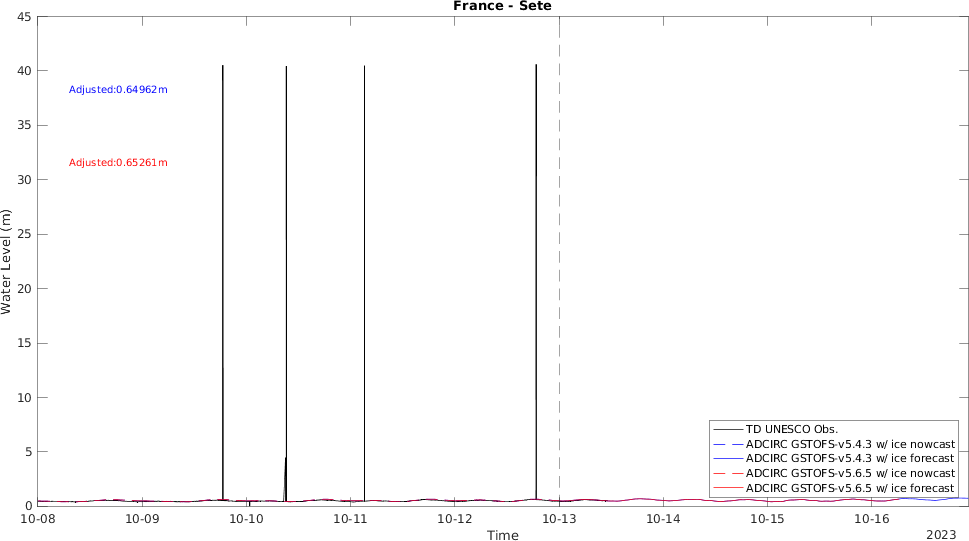 France - Sete
45
40
35
30
25
20
15
10
5
0
Water Level (m)
Adjusted:0.64962m
Adjusted:0.65261m
TD UNESCO Obs.
ADCIRC GSTOFS-v5.4.3 w/ ice nowcast
ADCIRC GSTOFS-v5.4.3 w/ ice forecast
ADCIRC GSTOFS-v5.6.5 w/ ice nowcast
ADCIRC GSTOFS-v5.6.5 w/ ice forecast
10-08 10-09 10-10 10-11 10-12 10-13 10-14 10-15 10-16
Time
2023